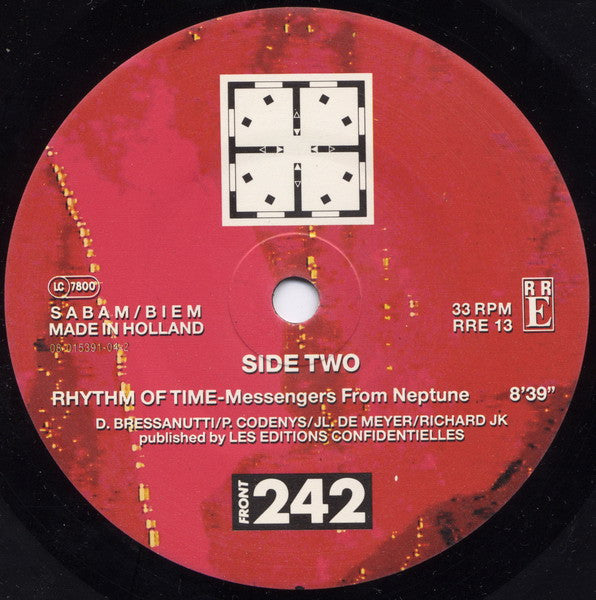 LC 7800
SABAM/BIEM
MADE IN HOLLAND
33 RPM
RRE 13
R R
E
SIDE TWO
RHYTHM OF TIME-Messengers From Neptune 8'39"
D. BRESSANUTTI/P. CODENYS/JL. DE MEYER/RICHARD JK
published by LES EDITIONS CONFIDENTIELLES
FRONT 242